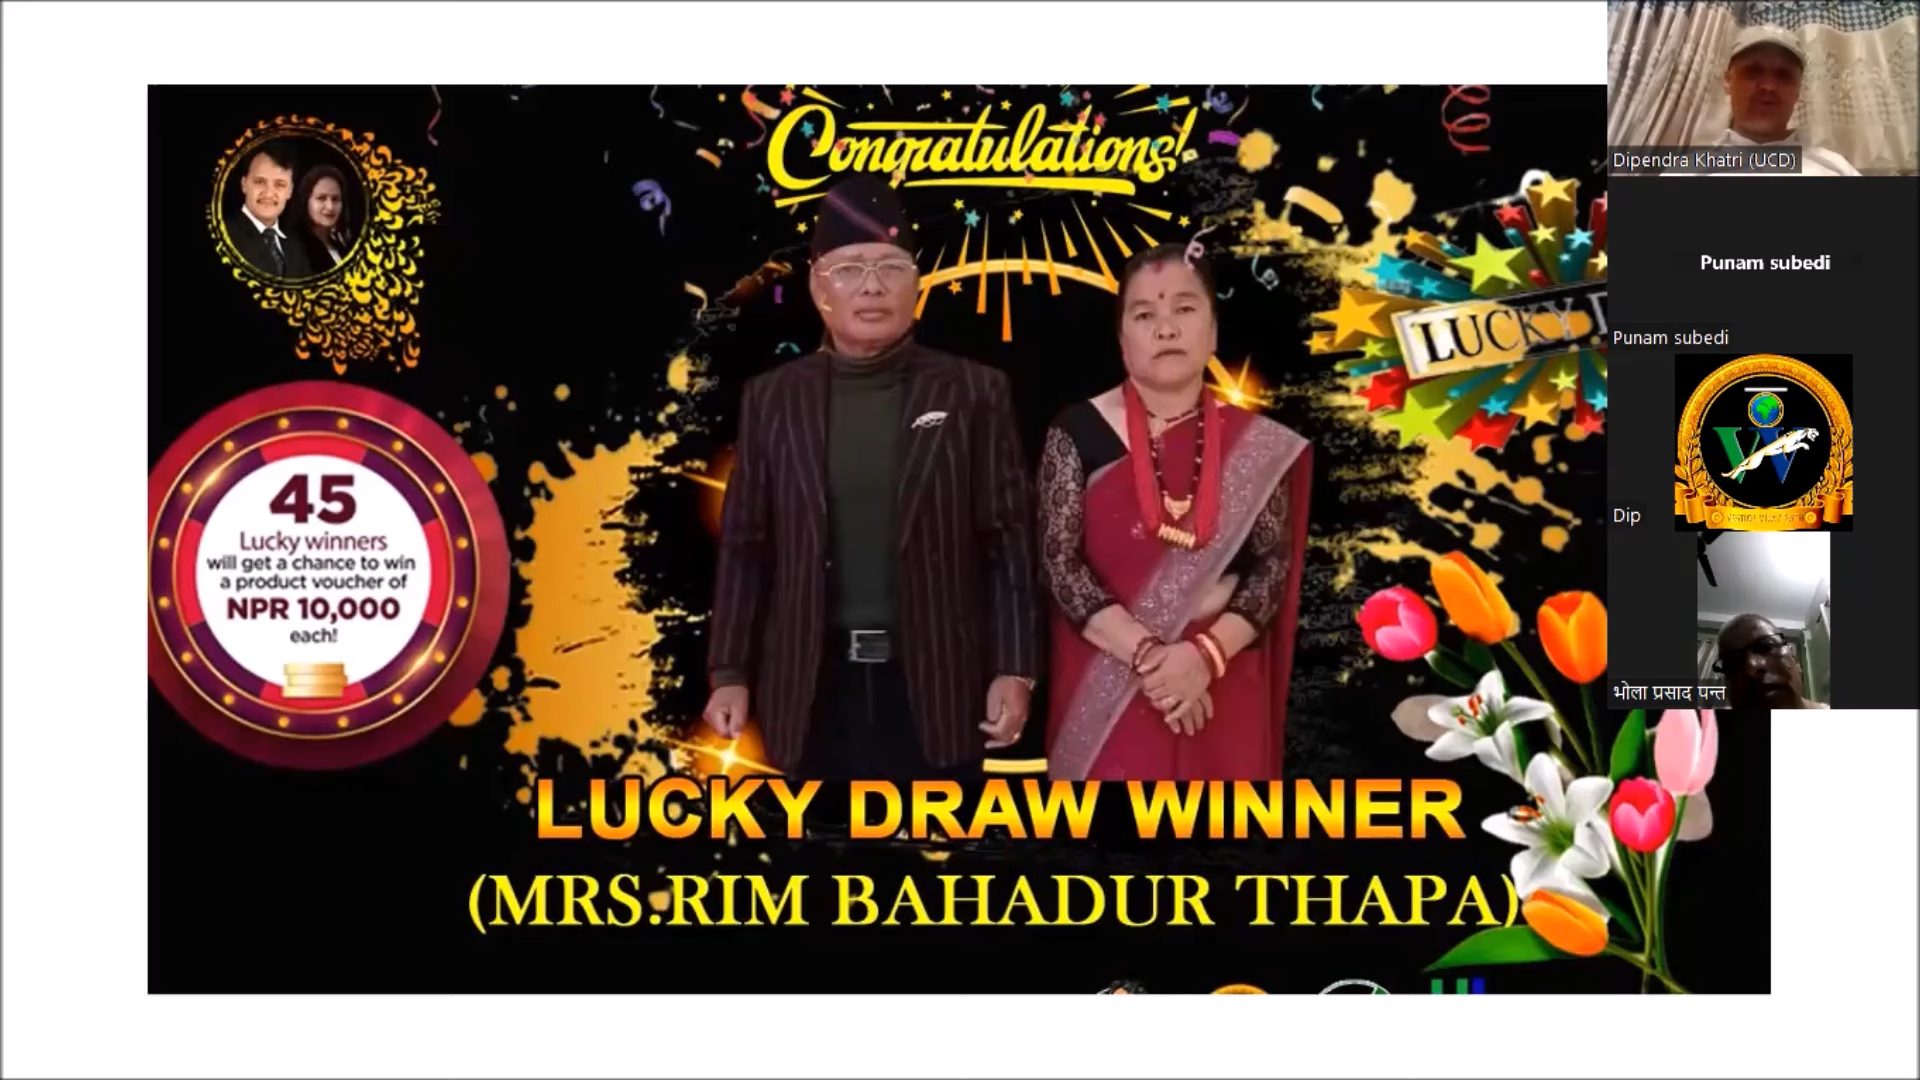 Congratulations!
LUCKY
45
Lucky winners
will get a chance to win
a product voucher of
NPR 10,000
each!
LUCKY DRAW WINNER
(MRS.RIM BAHADUR THAPA)
Dipendra Khatri (UCD)
Punam subedi
Punam subedi
Dip
भोला प्रसाद पन्त